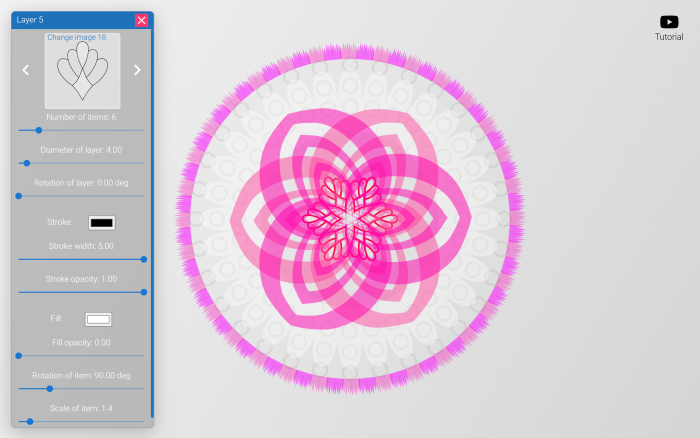 Layer 5
Change image 18
Number of items: 6
Diameter of layer: 4.00
Rotation of layer: 0.00 deg
Stroke:
Stroke width: 5.00
Stroke opacity: 1.00
Fill:
Fill opacity: 0.00
Rotation of item: 90.00 deg
Scale of item: 1.4
Tutorial